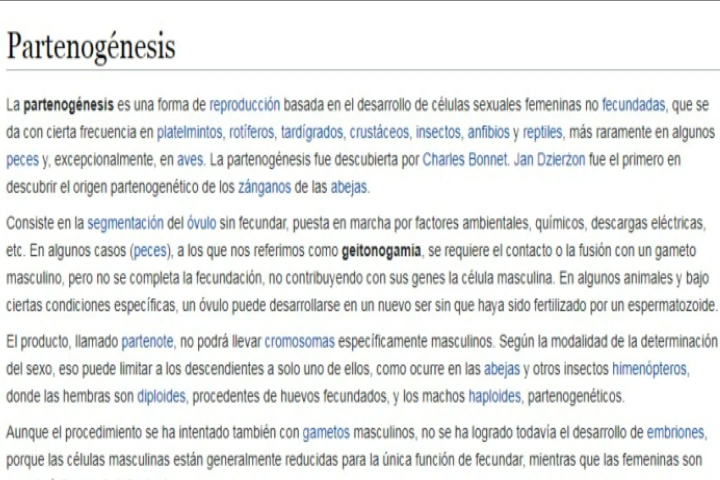 Partenogénesis
La partenogénesis es una forma de reproducción basada en el desarrollo de células sexuales femeninas no fecundadas, que se
da con cierta frecuencia en platelmintos, rotíferos, tardígrados, crustáceos, insectos, anfibios y reptiles, más raramente en algunos
peces y, excepcionalmente, en aves. La partenogénesis fue descubierta por Charles Bonnet. Jan Dzierżon fue el primero en
descubrir el origen partenogenético de los zánganos de las abejas.
Consiste en la segmentación del óvulo sin fecundar, puesta en marcha por factores ambientales, químicos, descargas eléctricas,
etc. En algunos casos (peces), a los que nos referimos como geitonogamia, se requiere el contacto o la fusión con un gameto
masculino, pero no se completa la fecundación, no contribuyendo con sus genes la célula masculina. En algunos animales y bajo
ciertas condiciones específicas, un óvulo puede desarrollarse en un nuevo ser sin que haya sido fertilizado por un espermatozoide.
El producto, llamado partenote, no podrá llevar cromosomas específicamente masculinos. Según la modalidad de la determinación
del sexo, eso puede limitar a los descendientes a solo uno de ellos, como ocurre en las abejas y otros insectos himenópteros,
donde las hembras son diploides, procedentes de huevos fecundados, y los machos haploides, partenogenéticos.
Aunque el procedimiento se ha intentado también con gametos masculinos, no se ha logrado todavía el desarrollo de embriones,
porque las células masculinas están generalmente reducidas para la única función de fecundar, mientras que las femeninas son